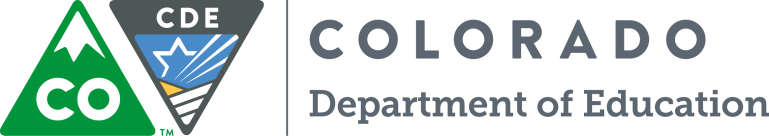 CO
TM
CDE
COLORADO
Department of Education